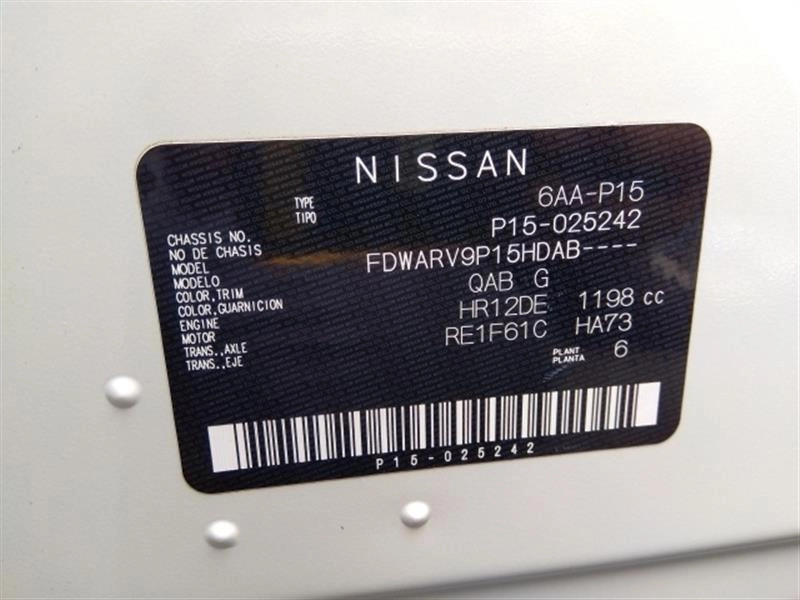 NISSAN
TYPE 6AA-P15
TIPO
CHASSIS NO. P15-025242
NO DE CHASIS
MODEL FDWARV9P15HDAB----
MODELO
COLOR,TRIM QAB G
COLOR,GUARNICION
ENGINE HR12DE 1198 cc
MOTOR
TRANS.,AXLE RE1F61C HA73
TRANS.,EJE
PLANT 6
PLANTA
P15-025242